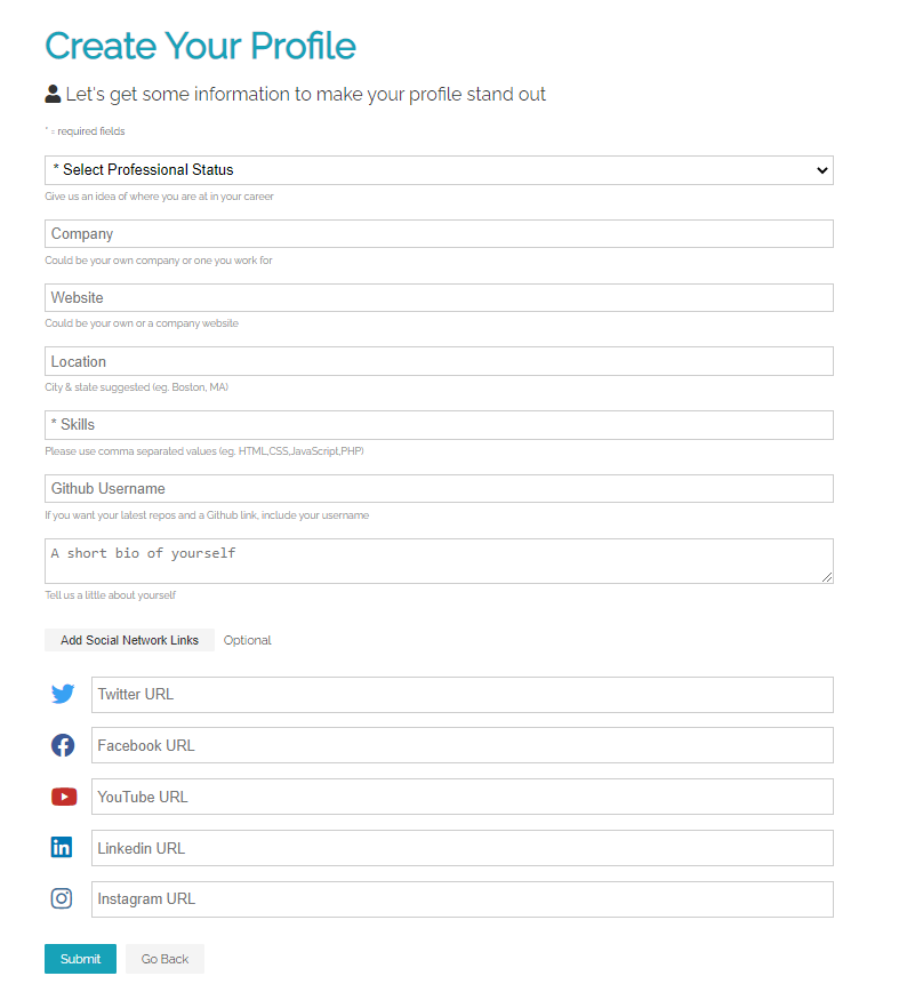 Create Your Profile
Let's get some information to make your profile stand out
* = required fields
* Select Professional Status
Give us an idea of where you are at in your career
Company
Could be your own company or one you work for
Website
Could be your own or a company website
Location
City & state suggested (eg. Boston, MA)
* Skills
Please use comma separated values (eg. HTML,CSS,JavaScript,PHP)
Github Username
If you want your latest repos and a Github link, include your username
A short bio of yourself
Tell us a little about yourself
Add Social Network Links Optional
Twitter URL
Facebook URL
YouTube URL
in Linkedin URL
Instagram URL
Submit Go Back